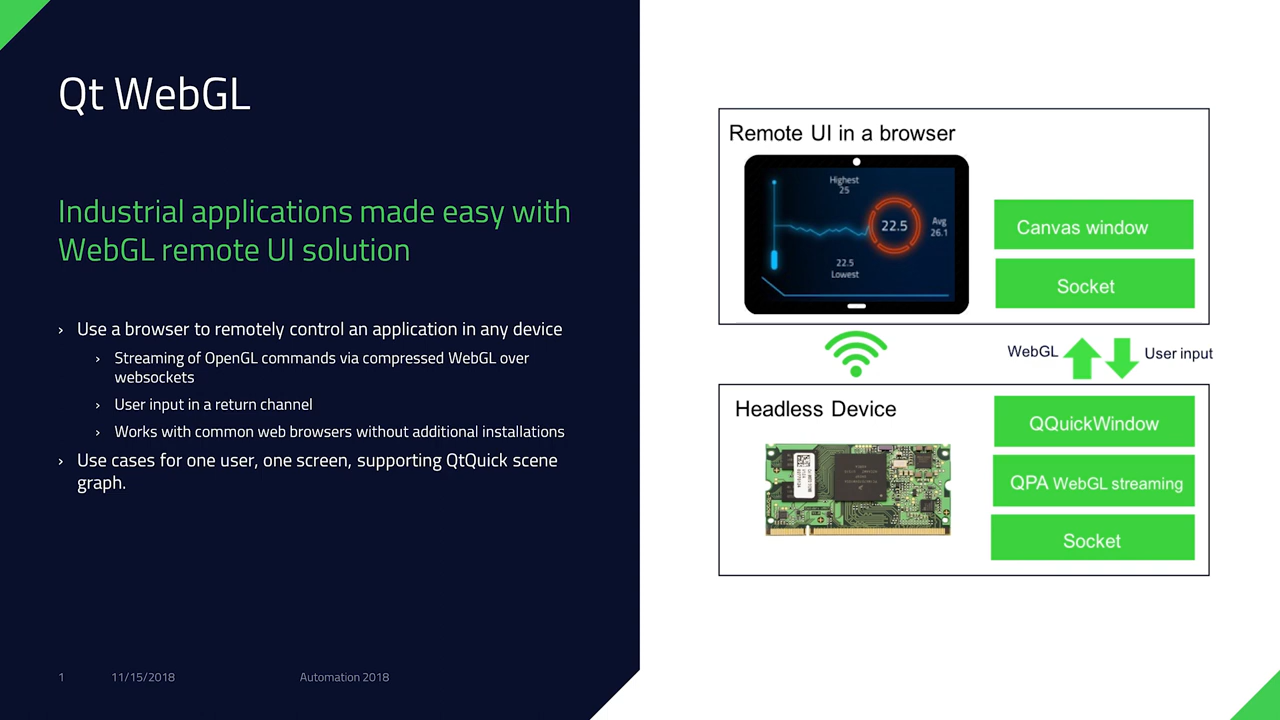 Qt WebGL
Industrial applications made easy with
WebGL remote UI solution
› Use a browser to remotely control an application in any device
› Streaming of OpenGL commands via compressed WebGL over
websockets
› User input in a return channel
› Works with common web browsers without additional installations
› Use cases for one user, one screen, supporting QtQuick scene
graph.
1 11/15/2018 Automation 2018
Remote UI in a browser
Highest
25
22.5
Avg
26.1
22.5
Lowest
Canvas window
Socket
WebGL
User input
Headless Device
QQuickWindow
QPA WebGL streaming
Socket